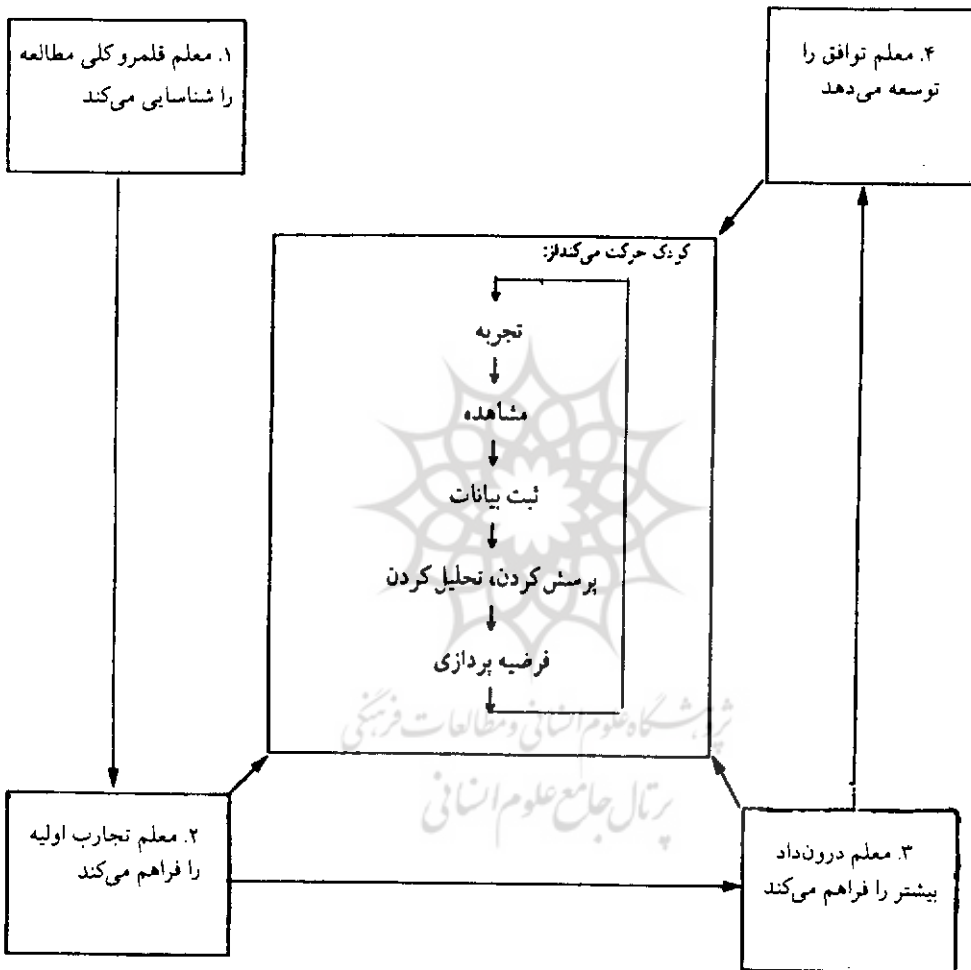 ۱. معلم قلمرو کلی مطالعه
را شناسایی می‌کند
۴. معلم توافق را
توسعه می‌دهد
کودک حرکت می‌کنداز:
تجربه
مشاهده
ثبت بیانات
پرسش کردن، تحلیل کردن
فرضیه پردازی
پژوهشگاه علوم انسانی و مطالعات فرهنگی
پرتال جامع علوم انسانی
۲. معلم تجارب اولیه
را فراهم می‌کند
۳. معلم درون‌داد
بیشتر را فراهم می‌کند